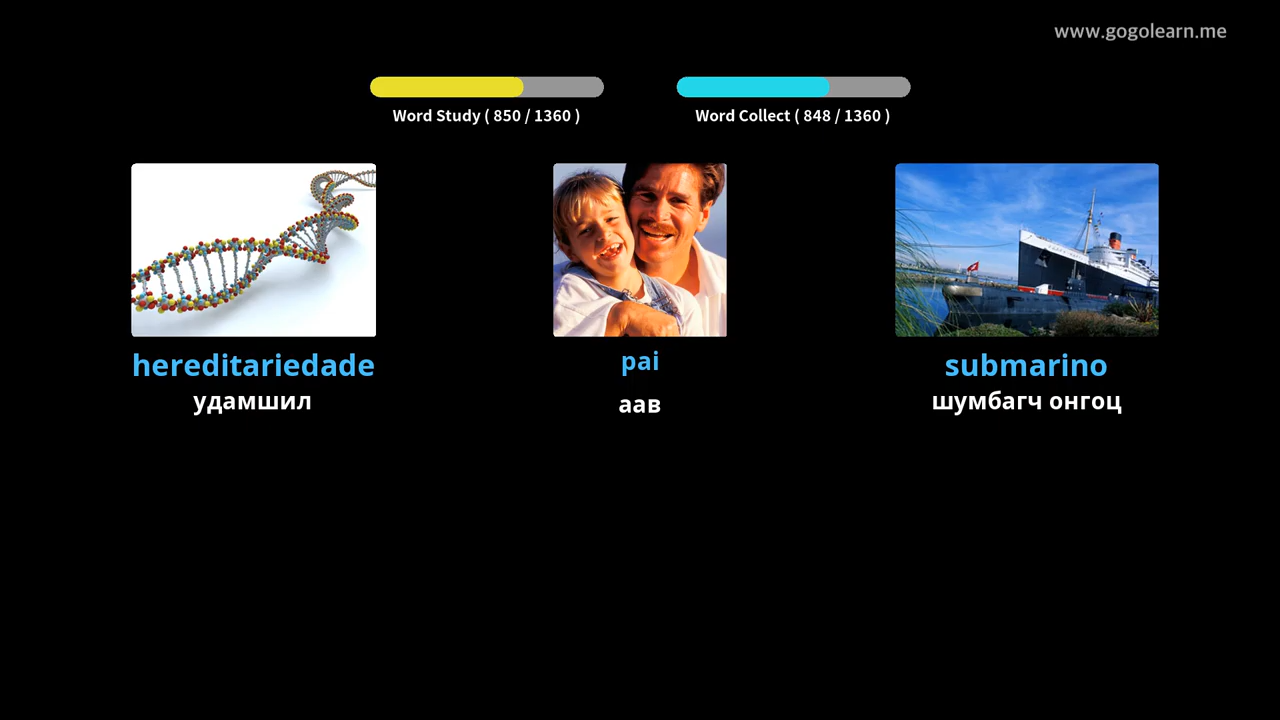 www.gogolearn.me
Word Study ( 850 / 1360 )
Word Collect ( 848 / 1360 )
hereditariedade
удамшил
pai
аав
submarino
шумбагч онгоц